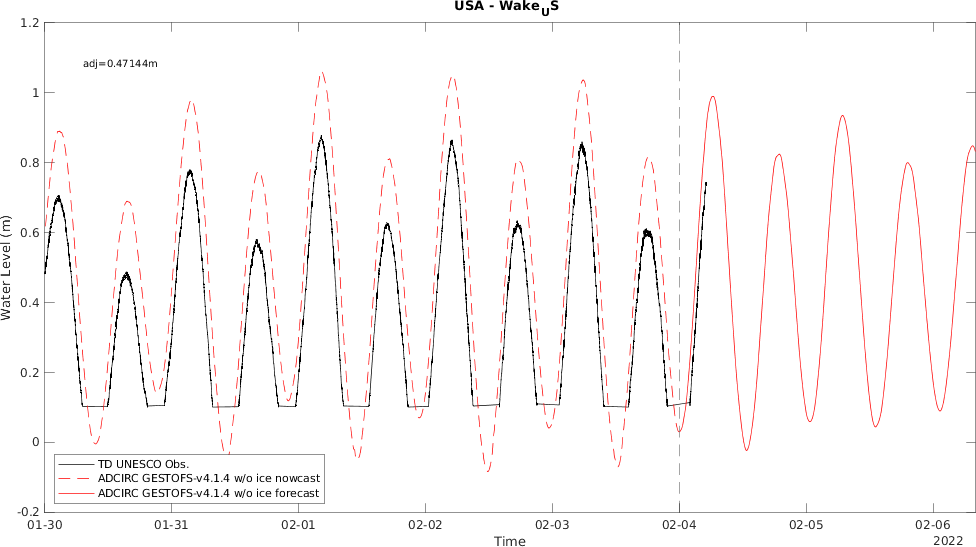 USA - Wake_US
1.2
adj=0.47144m
1
0.8
0.6
0.4
0.2
0
-0.2
Water Level (m)
TD UNESCO Obs.
ADCIRC GESTOFS-v4.1.4 w/o ice nowcast
ADCIRC GESTOFS-v4.1.4 w/o ice forecast
01-30 01-31 02-01 02-02 02-03 02-04 02-05 02-06
Time
2022